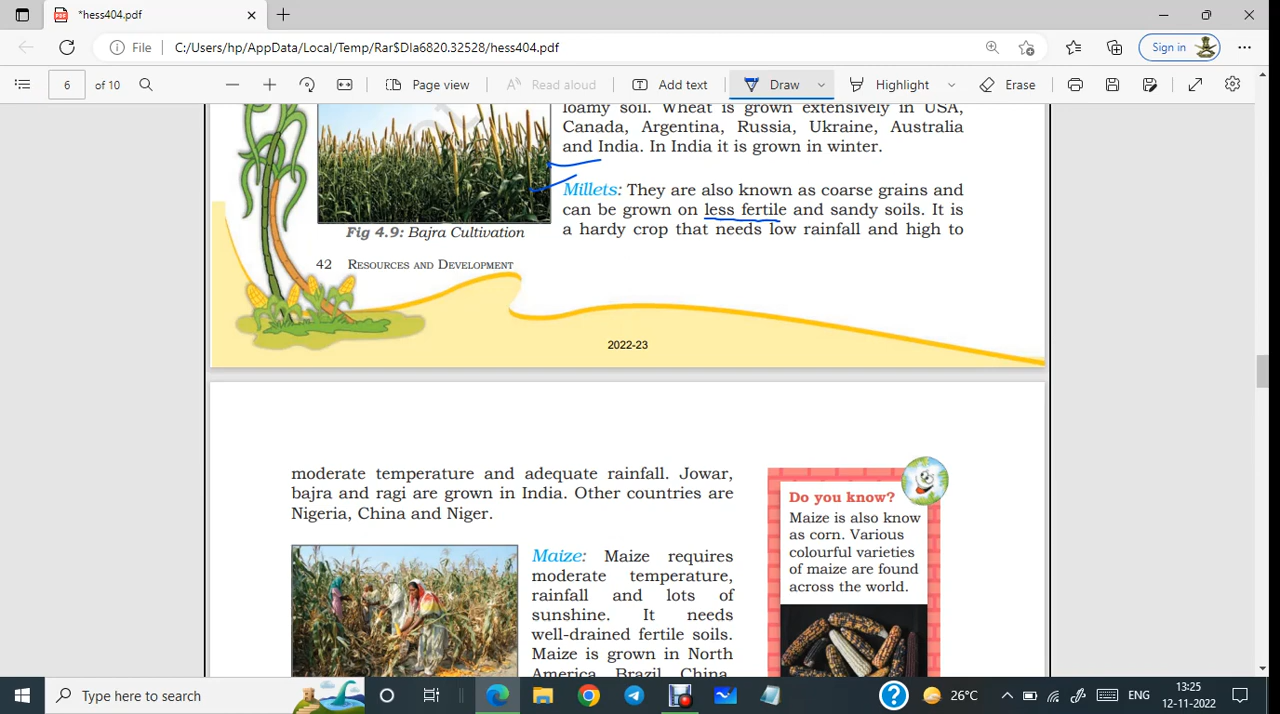 *hess404.pdf
File
C:/Users/hp/AppData/Local/Temp/Rar$DIa6820.32528/hess404.pdf
Sign in
6 of 10
Page view
Read aloud
Add text
Draw
Highlight
Erase
loamy soil. Wheat is grown extensively in USA,
Canada, Argentina, Russia, Ukraine, Australia
and India. In India it is grown in winter.
Millets: They are also known as coarse grains and
can be grown on less fertile and sandy soils. It is
a hardy crop that needs low rainfall and high to
Fig 4.9: Bajra Cultivation
42 RESOURCES AND DEVELOPMENT
2022-23
moderate temperature and adequate rainfall. Jowar,
bajra and ragi are grown in India. Other countries are
Nigeria, China and Niger.
Maize: Maize requires
moderate temperature,
rainfall and lots of
sunshine. It needs
well-drained fertile soils.
Maize is grown in North
America, Brazil, China,
Do you know?
Maize is also know
as corn. Various
colourful varieties
of maize are found
across the world.
Type here to search
26°C
ENG
13:25
12-11-2022